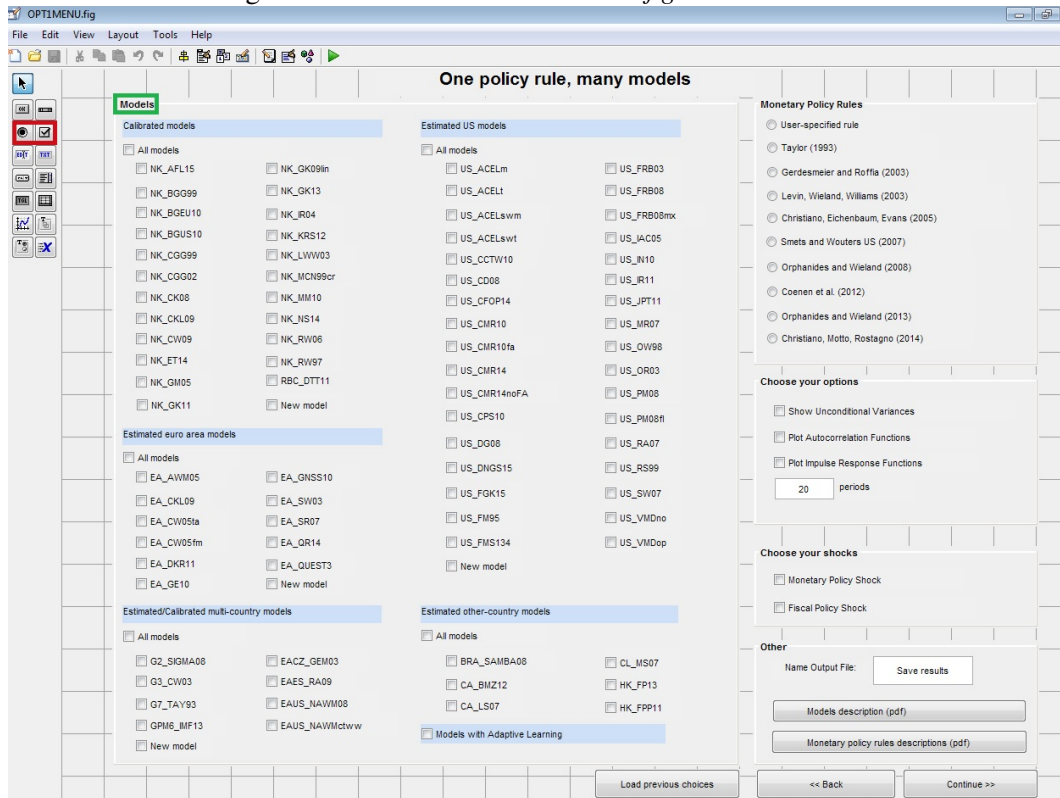 OPT1MENU.fig
File Edit View Layout Tools Help
One policy rule, many models
Models
Calibrated models
All models
NK_AFL15 NK_GK09lin
NK_BGG99 NK_GK13
NK_BGEU10 NK_IR04
NK_BGUS10 NK_KRS12
NK_CGG99 NK_LWW03
NK_CGG02 NK_MCN99cr
NK_CK08 NK_MM10
NK_CKL09 NK_NS14
NK_CW09 NK_RW06
NK_ET14 NK_RW97
NK_GM05 RBC_DTT11
NK_GK11 New model
Estimated euro area models
All models
EA_AWM05 EA_GNSS10
EA_CKL09 EA_SW03
EA_CW05ta EA_SR07
EA_CW05fm EA_QR14
EA_DKR11 EA_QUEST3
EA_GE10 New model
Estimated/Calibrated multi-country models
All models
G2_SIGMA08 EACZ_GEM03
G3_CW03 EAES_RA09
G7_TAY93 EAUS_NAWM08
GPM6_IMF13 EAUS_NAWMctww
New model
Estimated US models
All models
US_ACELm US_FRB03
US_ACELt US_FRB08
US_ACELswm US_FRB08mx
US_ACELswt US_IAC05
US_CCTW10 US_IN10
US_CD08 US_IR11
US_CFOP14 US_JPT11
US_CMR10 US_MR07
US_CMR10fa US_OW98
US_CMR14 US_OR03
US_CMR14noFA US_PM08
US_CPS10 US_PM08fl
US_DG08 US_RA07
US_DNGS15 US_RS99
US_FGK15 US_SW07
US_FM95 US_VMDno
US_FMS134 US_VMDop
New model
Estimated other-country models
All models
BRA_SAMBA08 CL_MS07
CA_BMZ12 HK_FP13
CA_LS07 HK_FPP11
Models with Adaptive Learning
Monetary Policy Rules
User-specified rule
Taylor (1993)
Gerdesmeier and Roffia (2003)
Levin, Wieland, Williams (2003)
Christiano, Eichenbaum, Evans (2005)
Smets and Wouters US (2007)
Orphanides and Wieland (2008)
Coenen et al. (2012)
Orphanides and Wieland (2013)
Christiano, Motto, Rostagno (2014)
Choose your options
Show Unconditional Variances
Plot Autocorrelation Functions
Plot Impulse Response Functions
20 periods
Choose your shocks
Monetary Policy Shock
Fiscal Policy Shock
Other
Name Output File: Save results
Models description (pdf)
Monetary policy rules descriptions (pdf)
Load previous choices << Back Continue >>